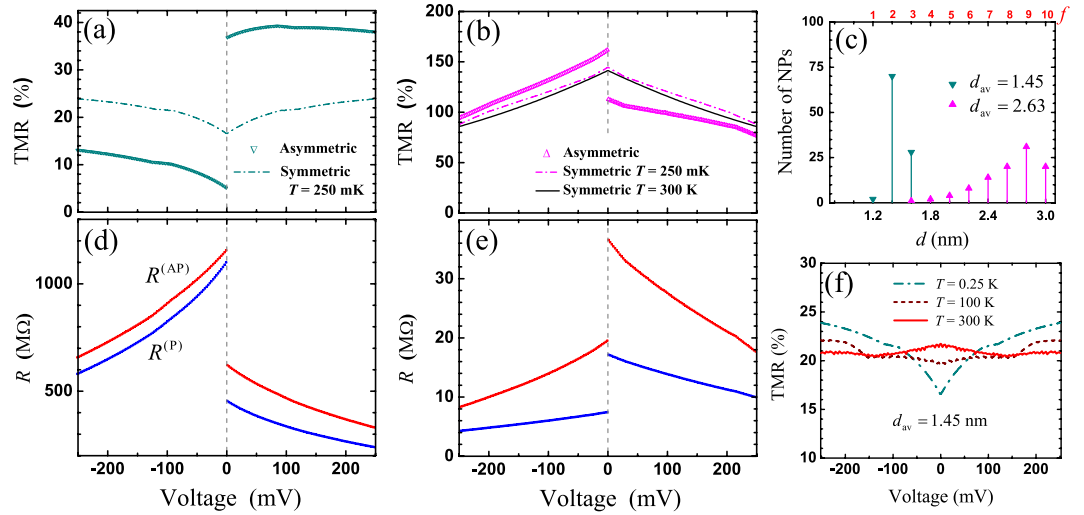 (a)
TMR (%)
40
30
20
10
0
Asymmetric
Symmetric
T = 250 mK
(b)
TMR (%)
200
150
100
50
0
Asymmetric
Symmetric T = 250 mK
Symmetric T = 300 K
1 2 3 4 5 6 7 8 9 10 f
(c)
Number of NPs
100
75
50
25
0
d av = 1.45
d av = 2.63
1.2 1.8 2.4 3.0
d (nm)
(d)
R (MΩ)
1000
500
R(AP)
R(P)
-200 -100 0 100 200
Voltage (mV)
(e)
R (MΩ)
40
30
20
10
0
-200 -100 0 100 200
Voltage (mV)
(f)
TMR (%)
30
25
20
15
10
T = 0.25 K
T = 100 K
T = 300 K
d av = 1.45 nm
-200 -100 0 100 200
Voltage (mV)